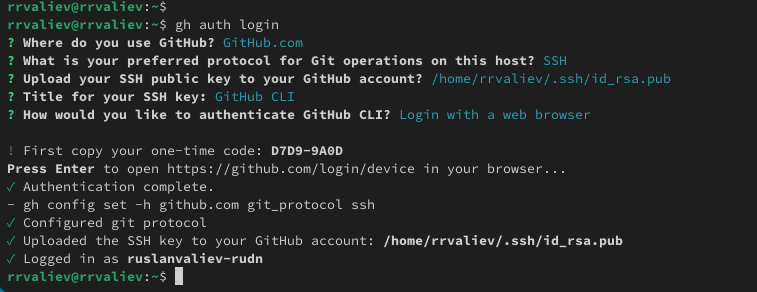 rrvaliev@rrvaliev:~$
rrvaliev@rrvaliev:~$ gh auth login
? Where do you use GitHub? GitHub.com
? What is your preferred protocol for Git operations on this host? SSH
? Upload your SSH public key to your GitHub account? /home/rrvaliev/.ssh/id_rsa.pub
? Title for your SSH key: GitHub CLI
? How would you like to authenticate GitHub CLI? Login with a web browser
! First copy your one-time code: D7D9-9A0D
Press Enter to open https://github.com/login/device in your browser...
✓ Authentication complete.
- gh config set -h github.com git_protocol ssh
✓ Configured git protocol
✓ Uploaded the SSH key to your GitHub account: /home/rrvaliev/.ssh/id_rsa.pub
✓ Logged in as ruslanvaliev-rudn
rrvaliev@rrvaliev:~$